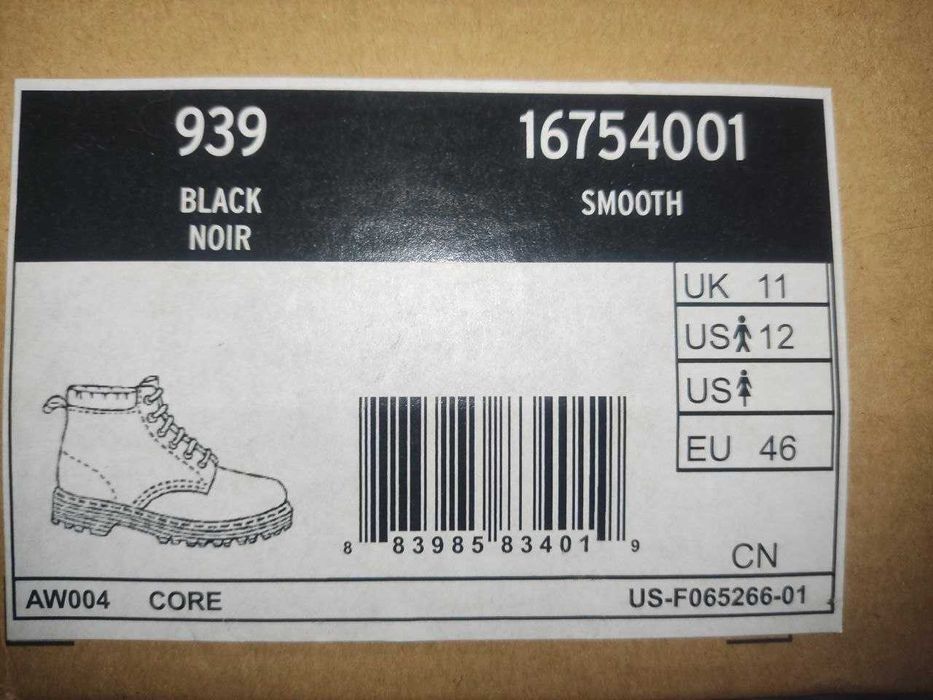 939 16754001
BLACK SMOOTH
NOIR
UK 11
US 12
US
EU 46
8 83985 83401 9
CN
AW004 CORE US-F065266-01